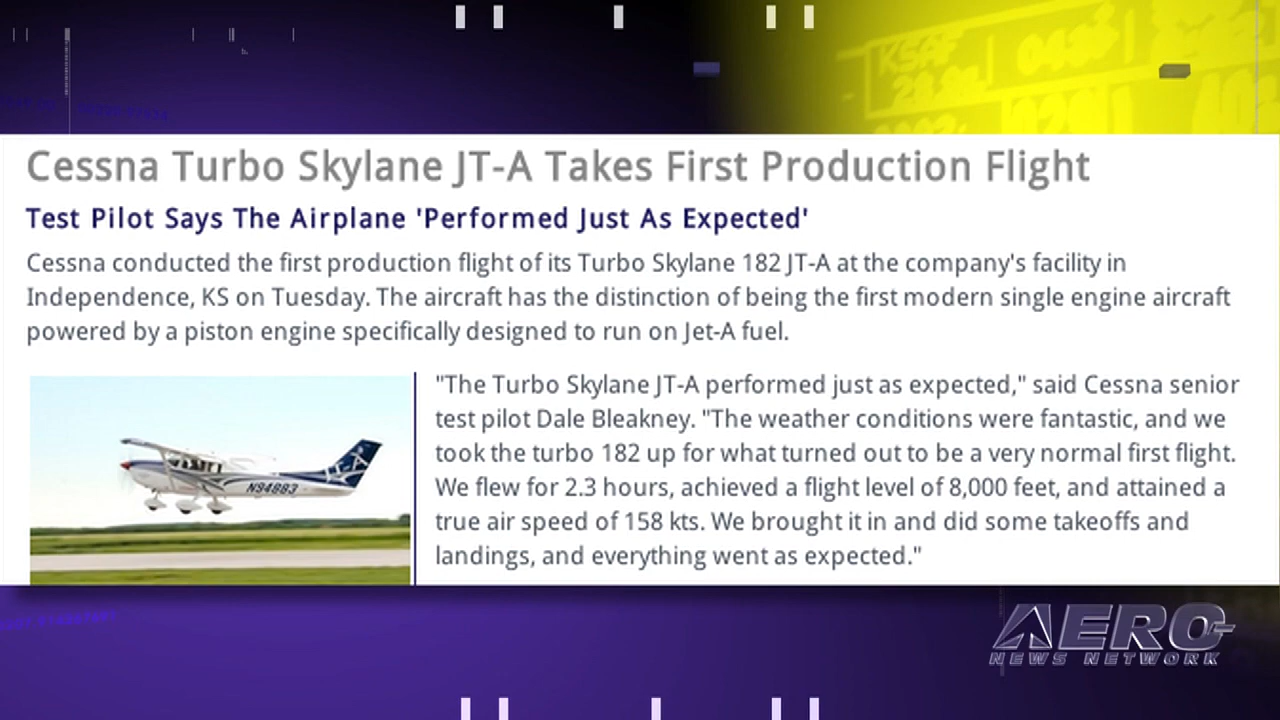 KSAF
Cessna Turbo Skylane JT-A Takes First Production Flight
Test Pilot Says The Airplane 'Performed Just As Expected'
Cessna conducted the first production flight of its Turbo Skylane 182 JT-A at the company's facility in
Independence, KS on Tuesday. The aircraft has the distinction of being the first modern single engine aircraft
powered by a piston engine specifically designed to run on Jet-A fuel.
"The Turbo Skylane JT-A performed just as expected," said Cessna senior
test pilot Dale Bleakney. "The weather conditions were fantastic, and we
took the turbo 182 up for what turned out to be a very normal first flight.
We flew for 2.3 hours, achieved a flight level of 8,000 feet, and attained a
true air speed of 158 kts. We brought it in and did some takeoffs and
landings, and everything went as expected."
JT-A
N94883
AERO
NEWS NETWORK